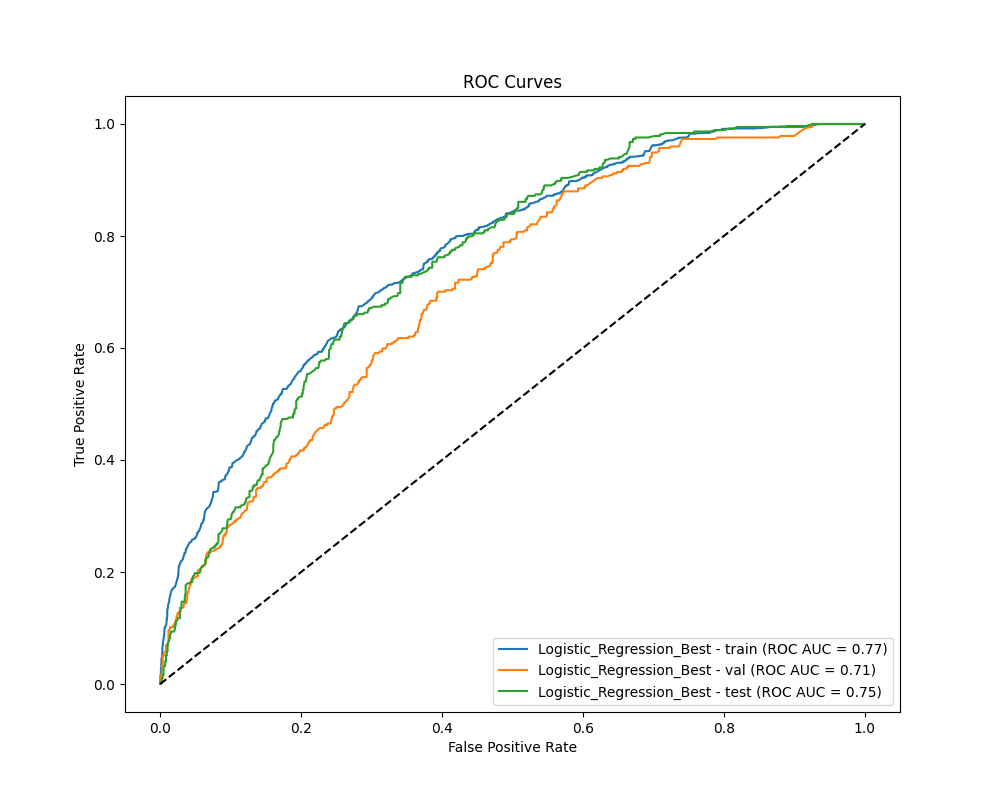 ROC Curves
1.0
0.8
0.6
0.4
0.2
0.0
True Positive Rate
0.0 0.2 0.4 0.6 0.8 1.0
False Positive Rate
Logistic_Regression_Best - train (ROC AUC = 0.77)
Logistic_Regression_Best - val (ROC AUC = 0.71)
Logistic_Regression_Best - test (ROC AUC = 0.75)